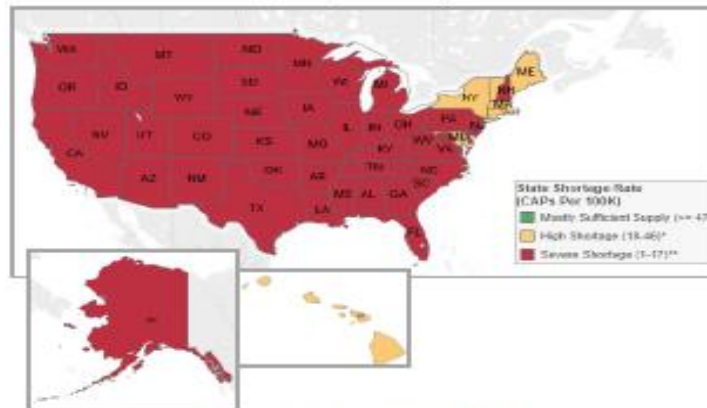 WA
MT
ND
MN
ME
OR
ID
SD
WI
MI
NH
NY
MA
WY
IA
PA
NE
NJ
NV
UT
CO
IL
IN
OH
MD
WV
VA
KS
MO
KY
CA
NC
TN
OK
AZ
NM
AR
SC
MS
AL
GA
TX
LA
FL
State Shortage Rate
(CAPs Per 100K)
Mostly Sufficient Supply (>= 47
High Shortage (18-46)*
Severe Shortage (1-17)**